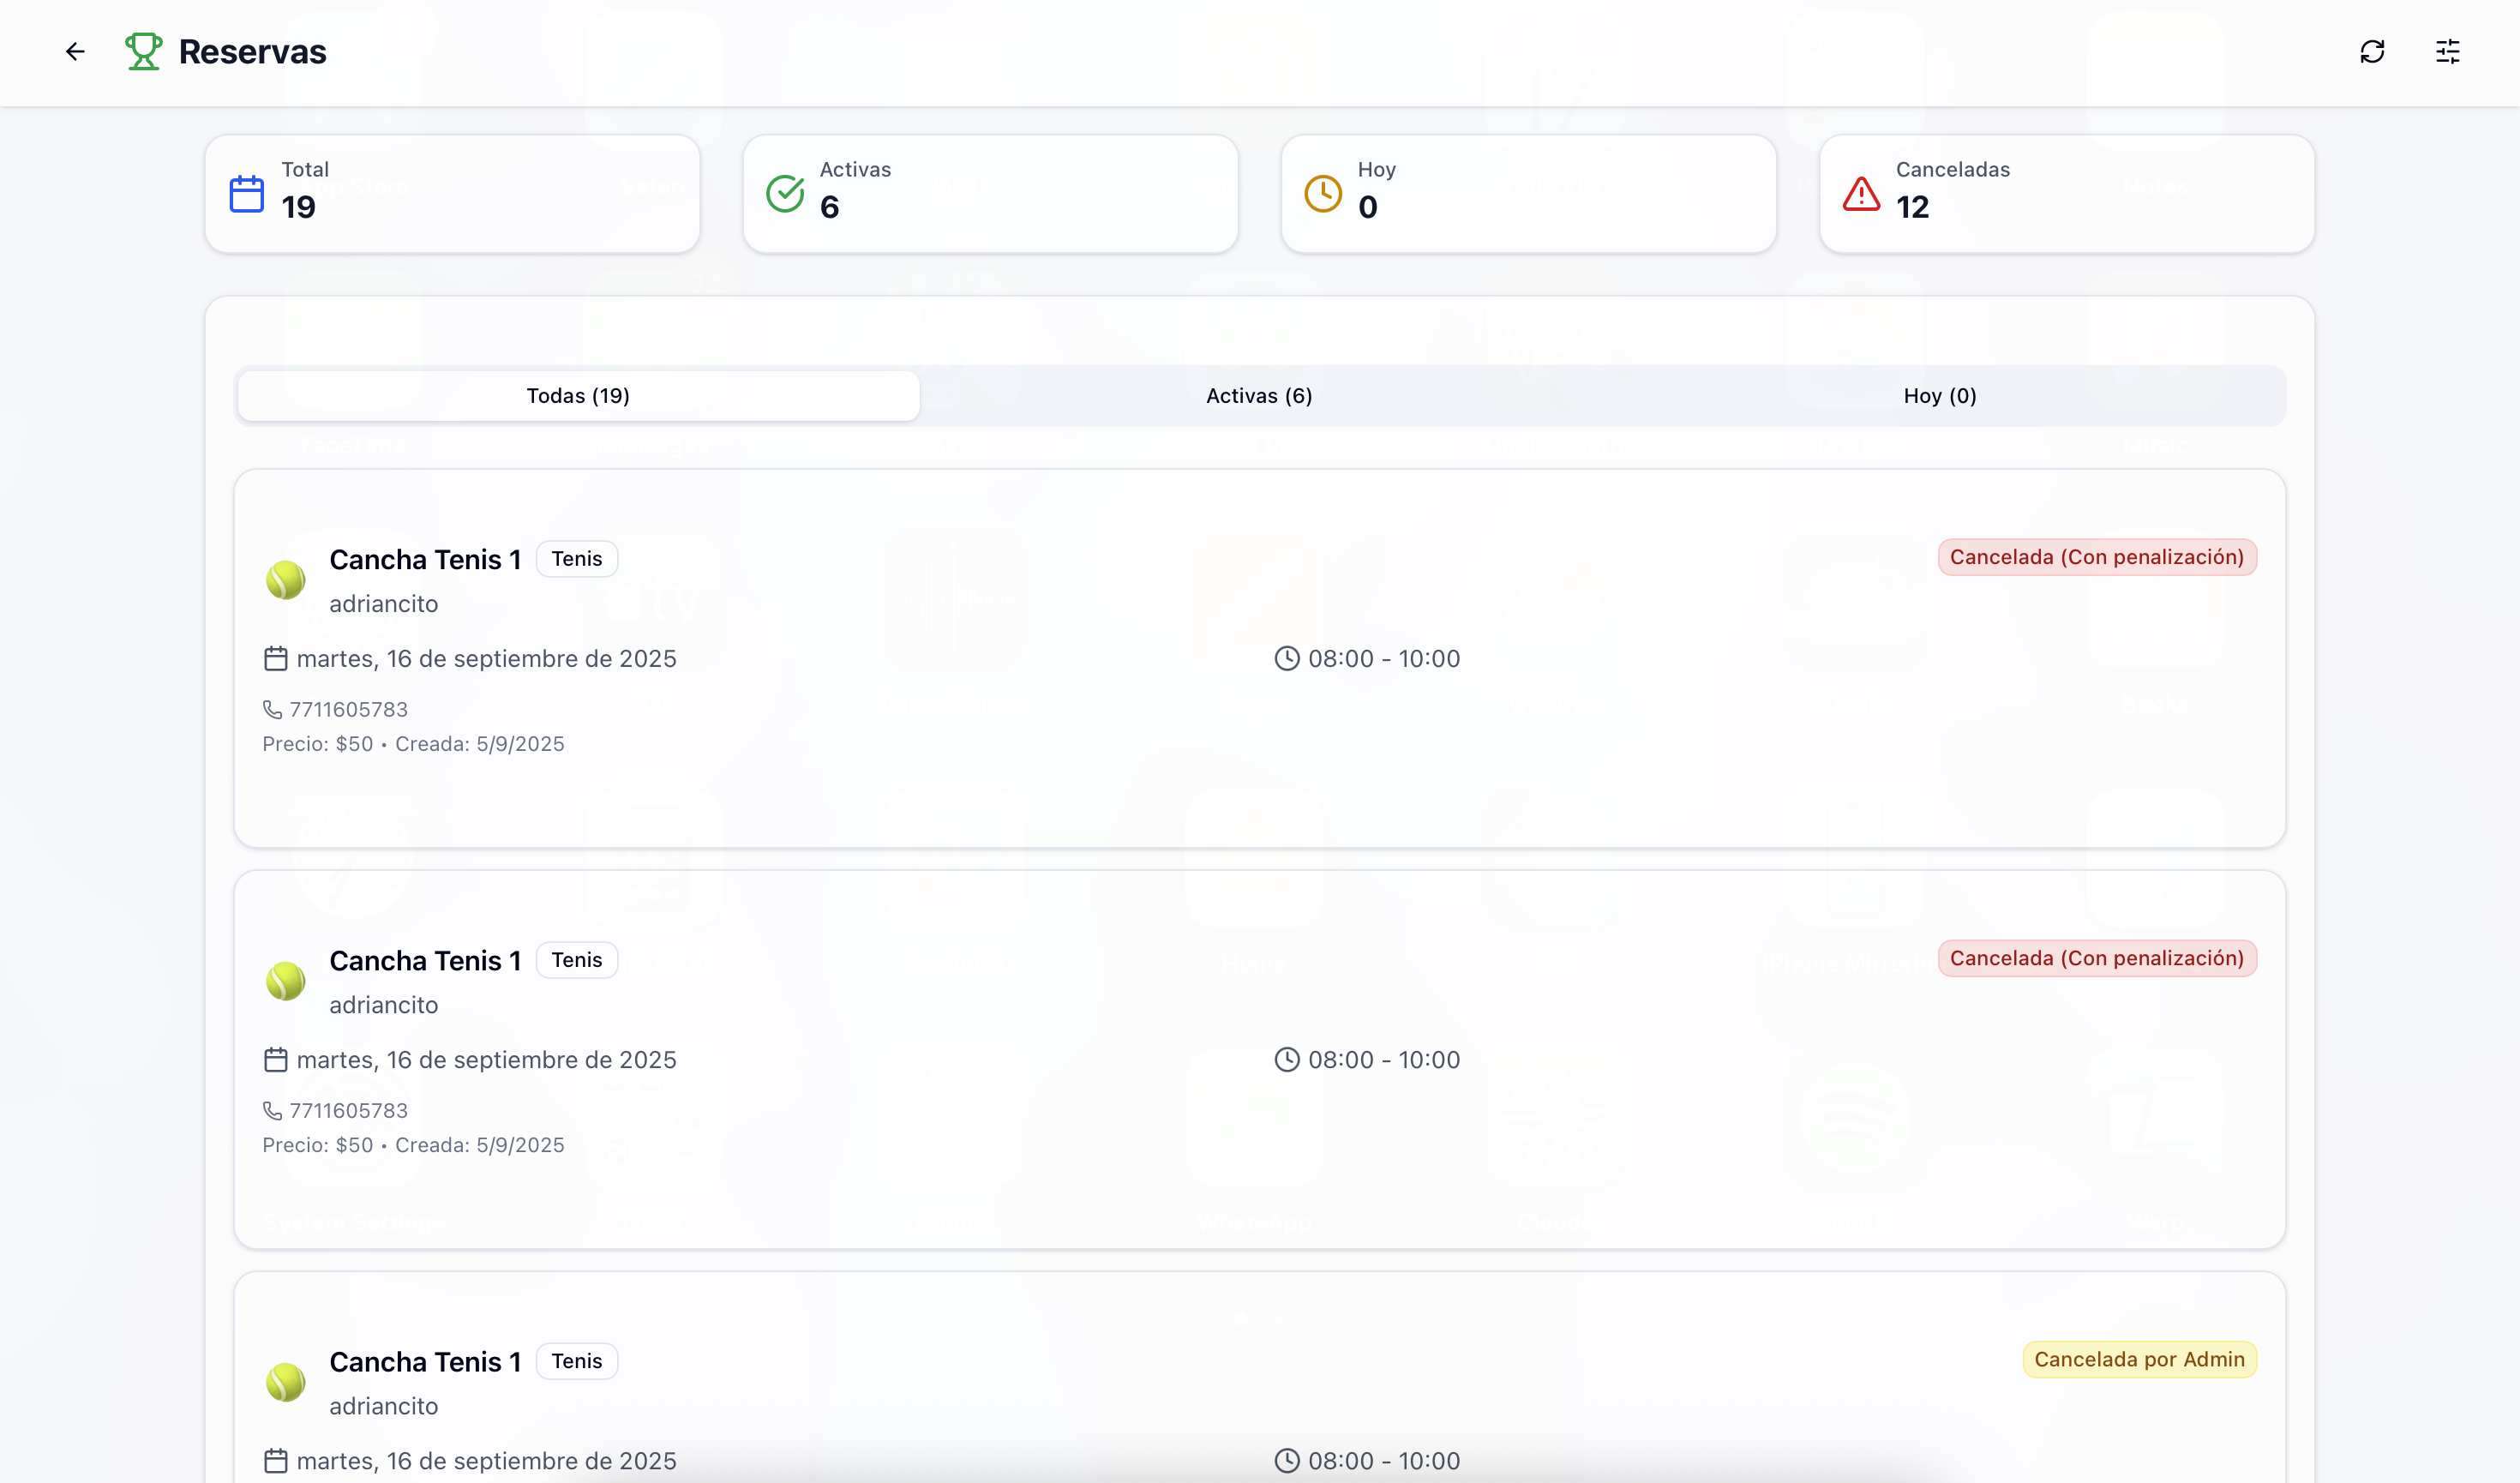 Reservas
Total
19
Activas
6
Hoy
0
Canceladas
12
Todas (19)
Activas (6)
Hoy (0)
Cancha Tenis 1
Tenis
Cancelada (Con penalización)
adriancito
martes, 16 de septiembre de 2025
08:00 - 10:00
7711605783
Precio: $50 • Creada: 5/9/2025
Cancha Tenis 1
Tenis
Cancelada (Con penalización)
adriancito
martes, 16 de septiembre de 2025
08:00 - 10:00
7711605783
Precio: $50 • Creada: 5/9/2025
Cancha Tenis 1
Tenis
Cancelada por Admin
adriancito
martes, 16 de septiembre de 2025
08:00 - 10:00